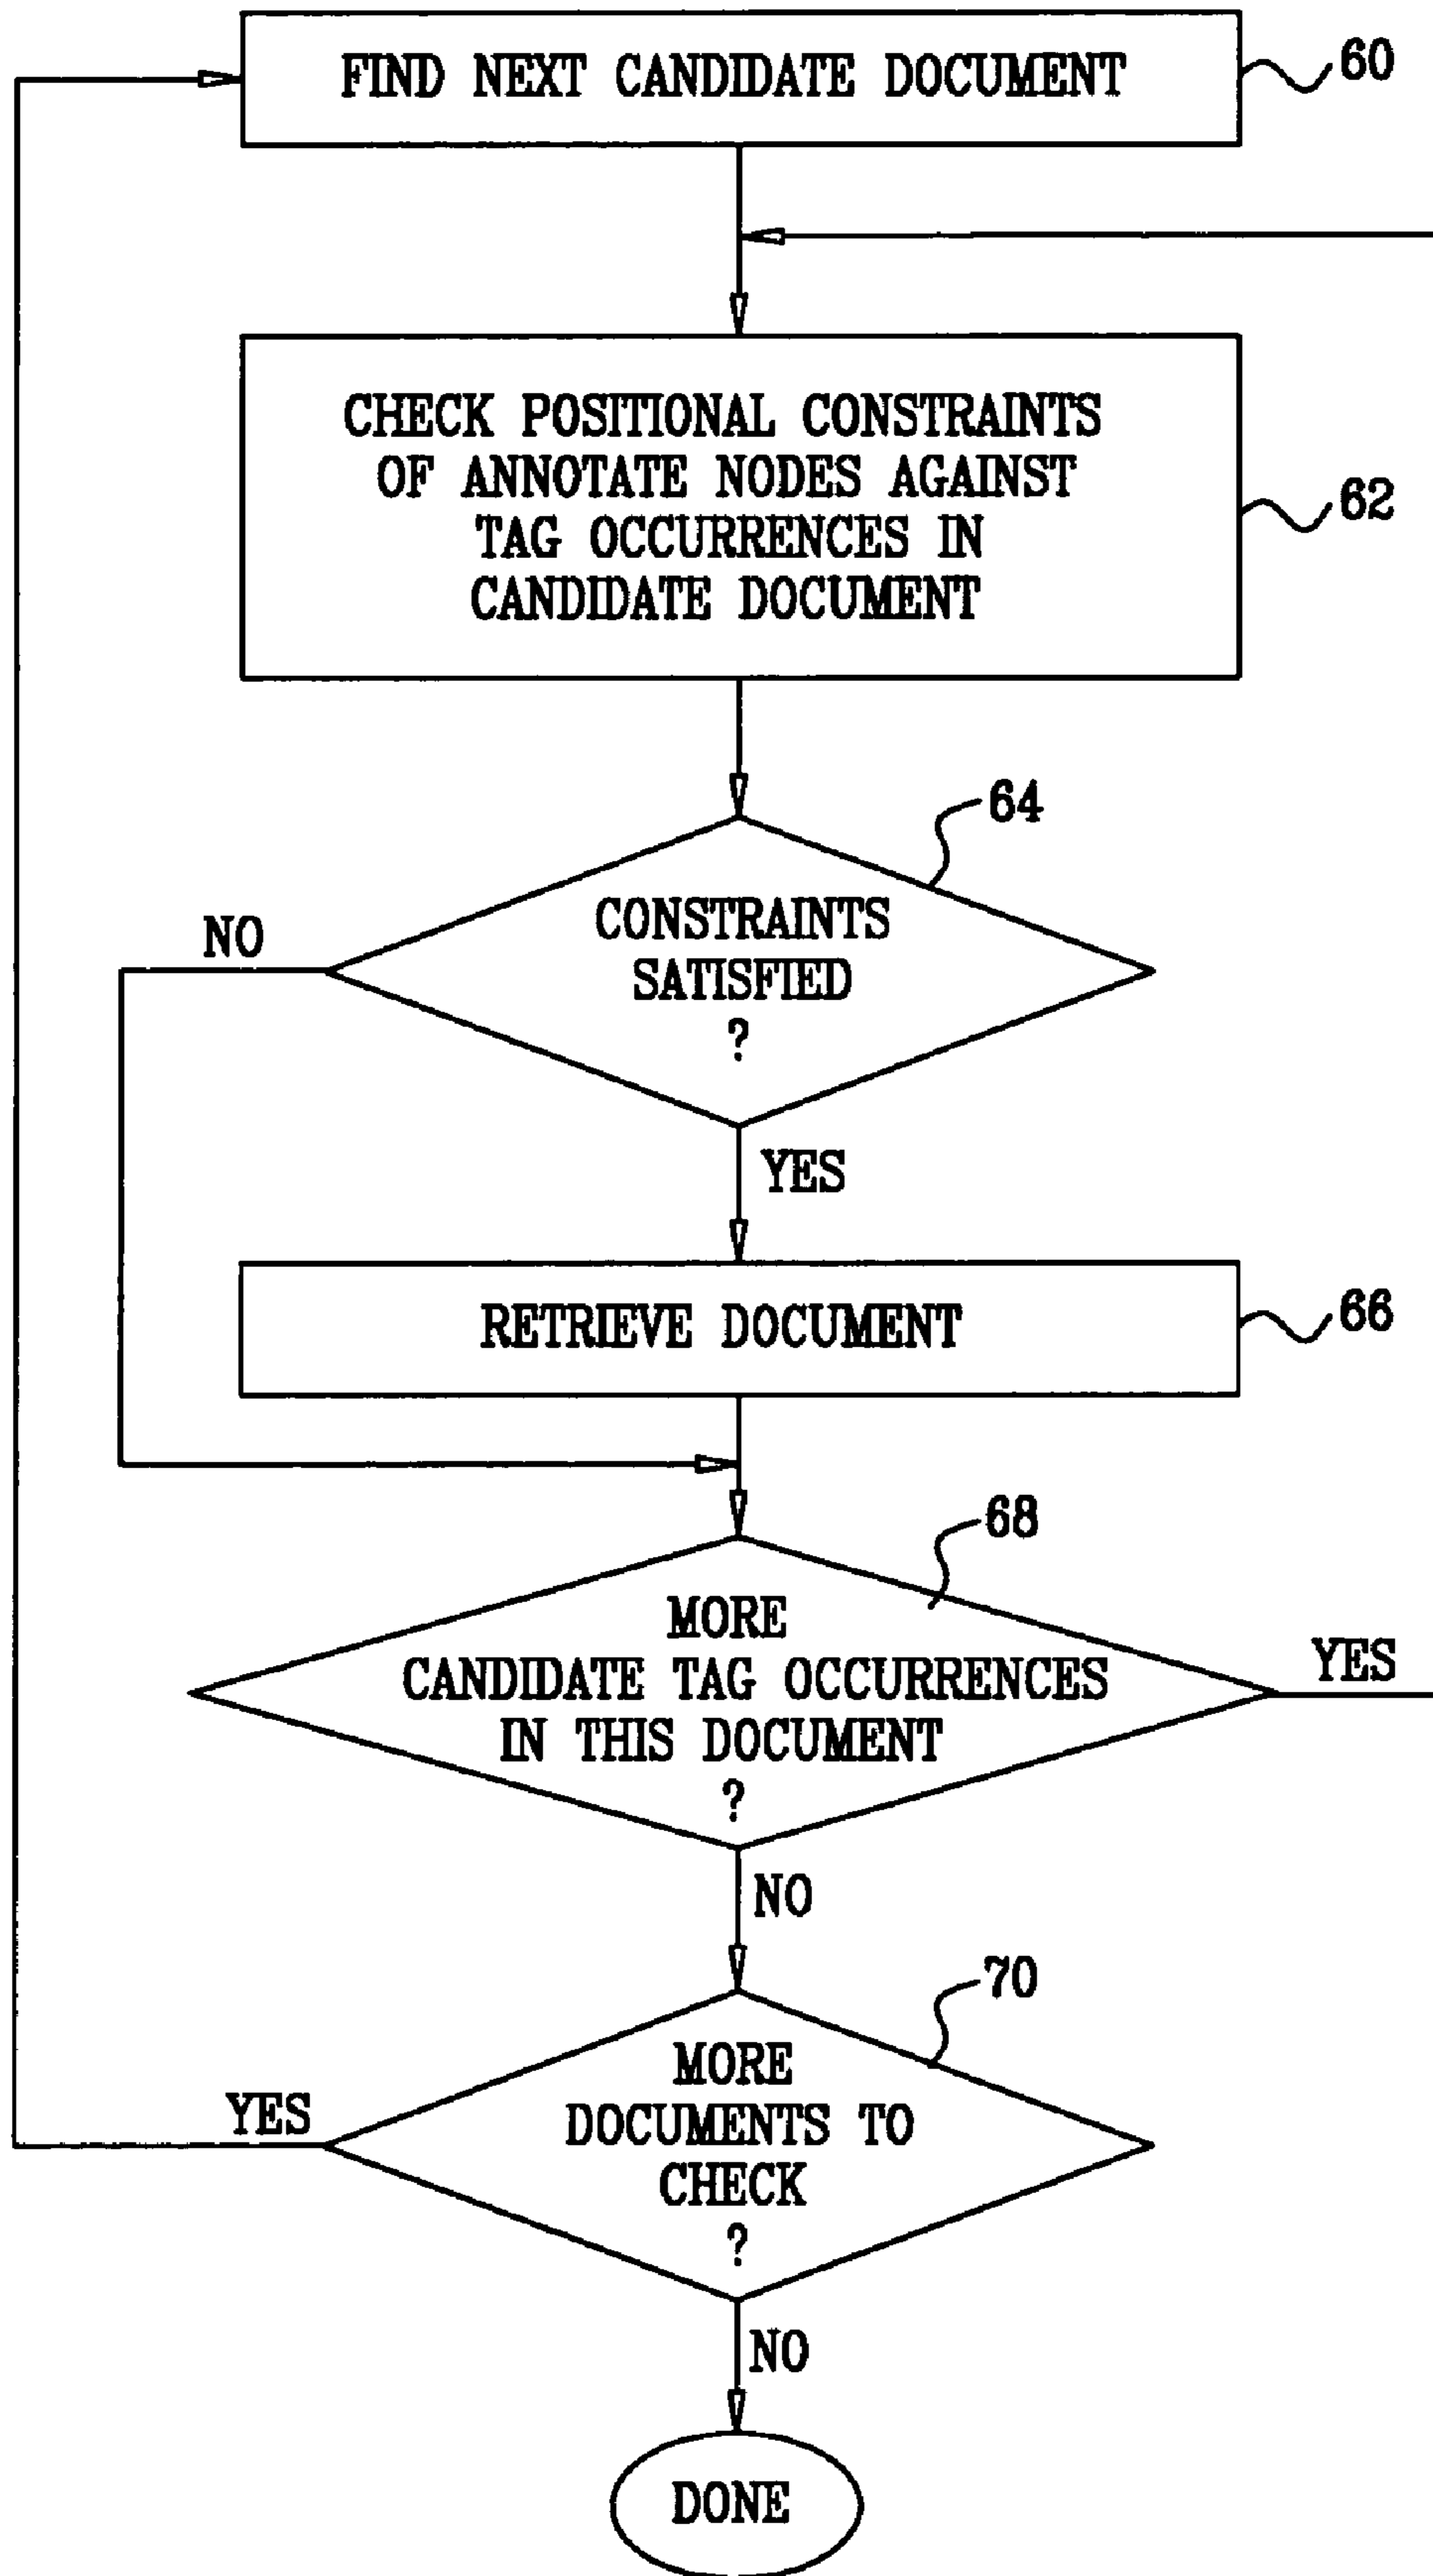 FIND NEXT CANDIDATE DOCUMENT
60
CHECK POSITIONAL CONSTRAINTS
OF ANNOTATE NODES AGAINST
TAG OCCURRENCES IN
CANDIDATE DOCUMENT
62
64
CONSTRAINTS
SATISFIED
?
NO
YES
RETRIEVE DOCUMENT
66
68
MORE
CANDIDATE TAG OCCURRENCES
IN THIS DOCUMENT
?
YES
NO
70
MORE
DOCUMENTS TO
CHECK
?
YES
NO
DONE